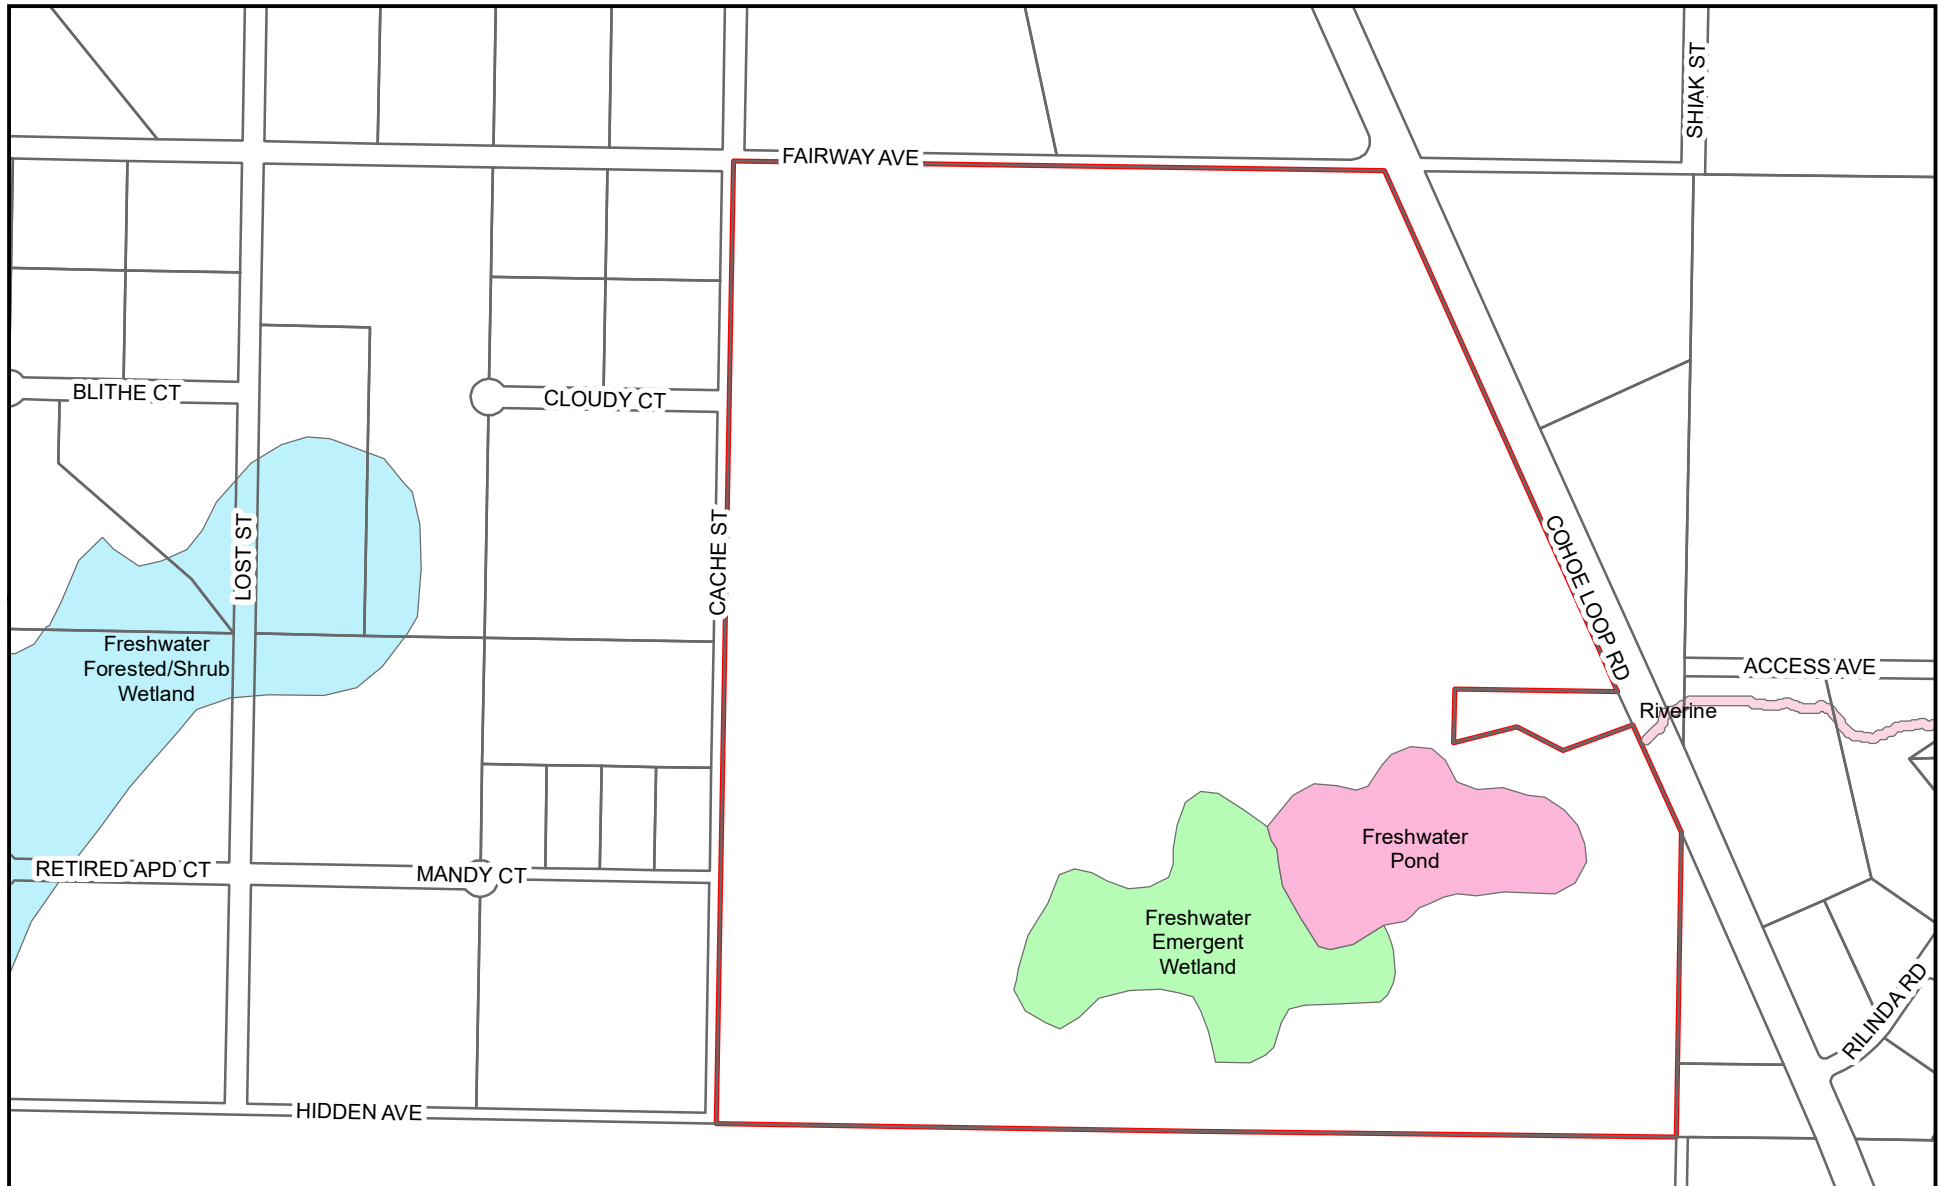 SHIAK ST
FAIRWAY AVE
BLITHE CT
CLOUDY CT
LOST ST
CACHE ST
COHOE LOOP RD
Freshwater
Forested/Shrub
Wetland
ACCESS AVE
Riverine
Freshwater
Pond
RETIRED APD CT
MANDY CT
Freshwater
Emergent
Wetland
RILINDA RD
HIDDEN AVE